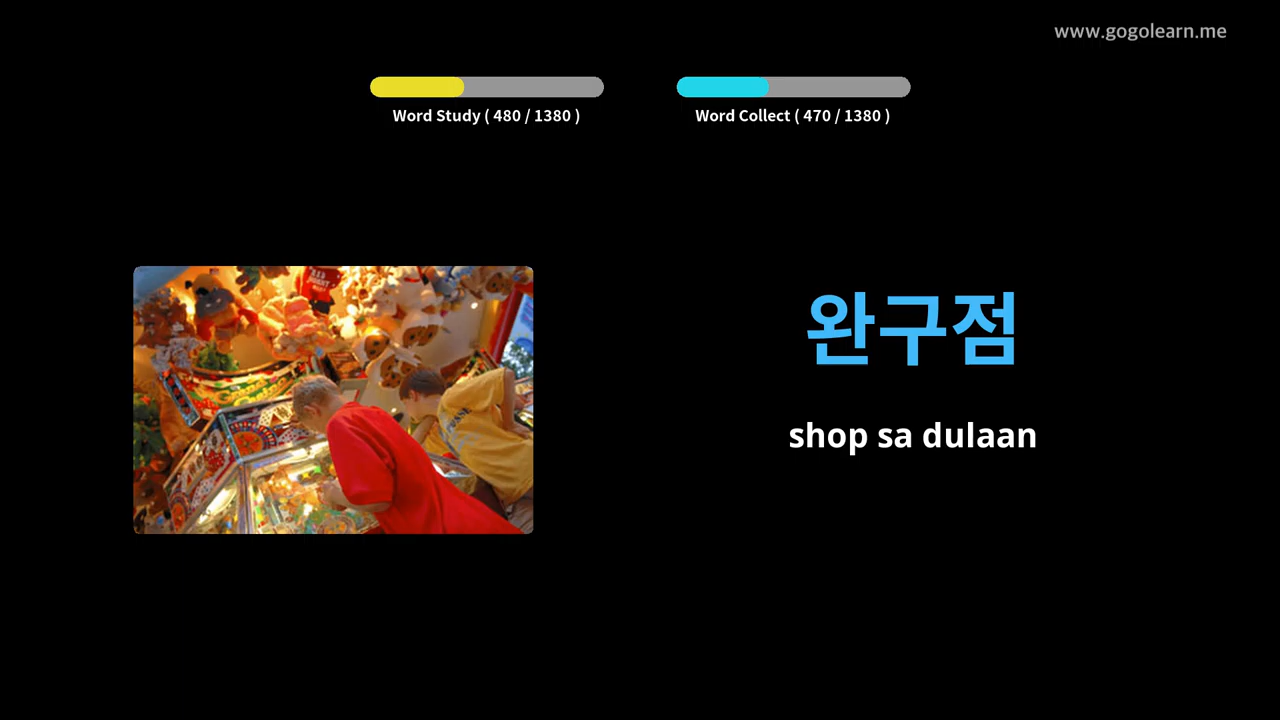 www.gogolearn.me
Word Study ( 480 / 1380 )
Word Collect ( 470 / 1380 )
완구점
shop sa dulaan